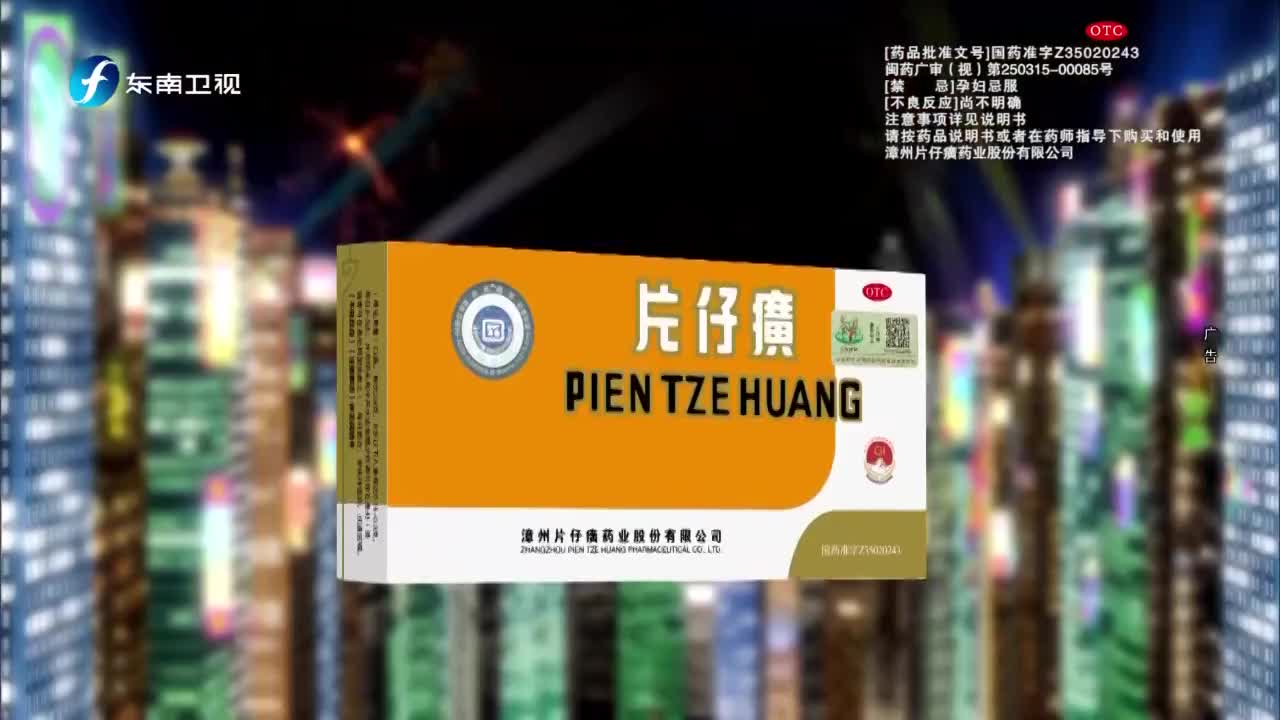 东南卫视
OTC
[药品批准文号]国药准字Z35020243
闽药广审（视）第250315-00085号
[禁 忌]孕妇忌服
[不良反应]尚不明确
注意事项详见说明书
请按药品说明书或者在药师指导下购买和使用
漳州片仔癀药业股份有限公司
广告
片仔癀
PIEN TZE HUANG
OTC
漳州片仔癀药业股份有限公司
ZHANGZHOU PIEN TZE HUANG PHARMACEUTICAL CO., LTD.
国药准字Z35020243